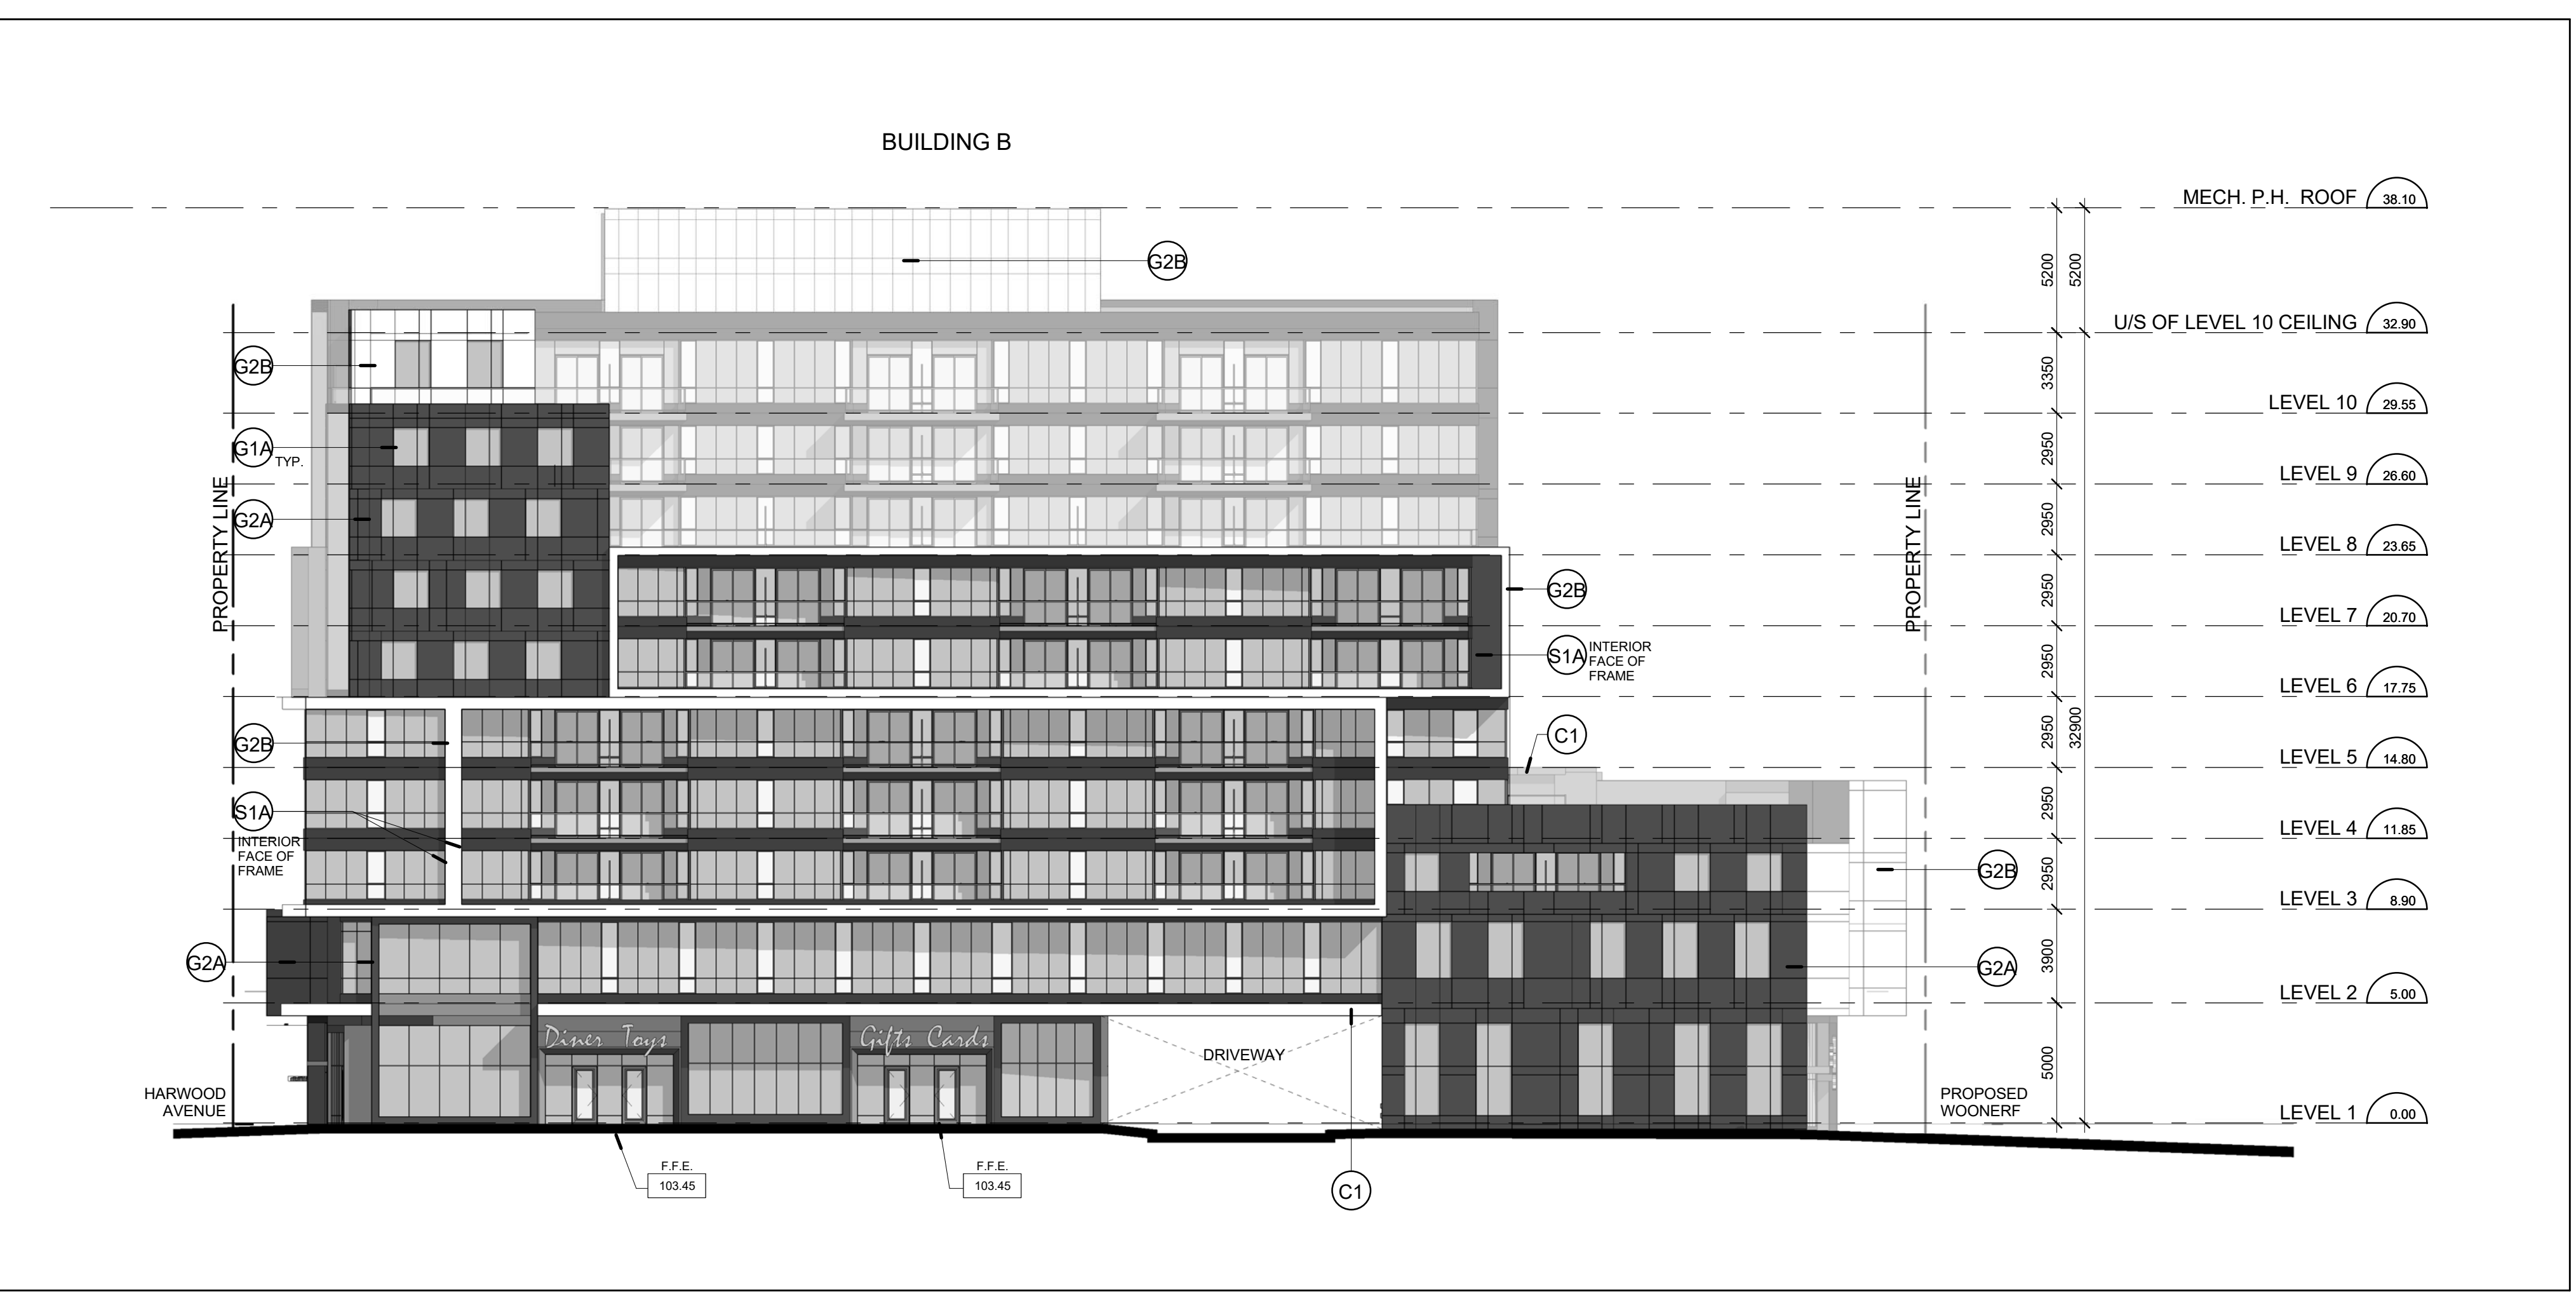 BUILDING B
MECH. P.H. ROOF 38.10
G2B
5200
5200
U/S OF LEVEL 10 CEILING 32.90
G2B
3350
LEVEL 10 29.55
G1A TYP.
2950
LEVEL 9 26.60
PROPERTY LINE
PROPERTY LINE
G2A
2950
LEVEL 8 23.65
G2B
2950
LEVEL 7 20.70
S1A INTERIOR
FACE OF
FRAME
2950
LEVEL 6 17.75
G2B
C1
2950
32900
LEVEL 5 14.80
S1A
INTERIOR
FACE OF
FRAME
2950
LEVEL 4 11.85
G2B
2950
LEVEL 3 8.90
G2A
G2A
3900
LEVEL 2 5.00
Diner Toys
Gifts Cards
DRIVEWAY
5000
HARWOOD
AVENUE
PROPOSED
WOONERF
LEVEL 1 0.00
F.F.E.
103.45
F.F.E.
103.45
C1